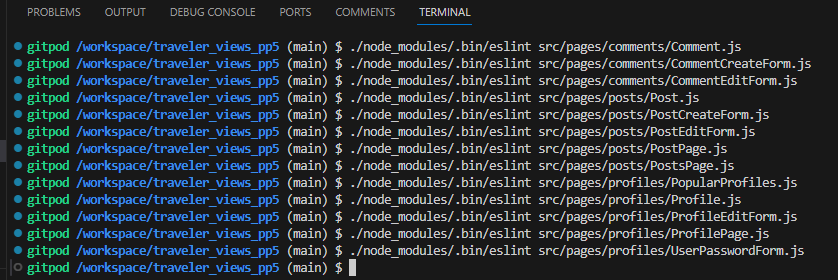 PROBLEMS OUTPUT DEBUG CONSOLE PORTS COMMENTS TERMINAL
gitpod /workspace/traveler_views_pp5 (main) $ ./node_modules/.bin/eslint src/pages/comments/Comment.js
gitpod /workspace/traveler_views_pp5 (main) $ ./node_modules/.bin/eslint src/pages/comments/CommentCreateForm.js
gitpod /workspace/traveler_views_pp5 (main) $ ./node_modules/.bin/eslint src/pages/comments/CommentEditForm.js
gitpod /workspace/traveler_views_pp5 (main) $ ./node_modules/.bin/eslint src/pages/posts/Post.js
gitpod /workspace/traveler_views_pp5 (main) $ ./node_modules/.bin/eslint src/pages/posts/PostCreateForm.js
gitpod /workspace/traveler_views_pp5 (main) $ ./node_modules/.bin/eslint src/pages/posts/PostEditForm.js
gitpod /workspace/traveler_views_pp5 (main) $ ./node_modules/.bin/eslint src/pages/posts/PostPage.js
gitpod /workspace/traveler_views_pp5 (main) $ ./node_modules/.bin/eslint src/pages/posts/PostsPage.js
gitpod /workspace/traveler_views_pp5 (main) $ ./node_modules/.bin/eslint src/pages/profiles/PopularProfiles.js
gitpod /workspace/traveler_views_pp5 (main) $ ./node_modules/.bin/eslint src/pages/profiles/Profile.js
gitpod /workspace/traveler_views_pp5 (main) $ ./node_modules/.bin/eslint src/pages/profiles/ProfileEditForm.js
gitpod /workspace/traveler_views_pp5 (main) $ ./node_modules/.bin/eslint src/pages/profiles/ProfilePage.js
gitpod /workspace/traveler_views_pp5 (main) $ ./node_modules/.bin/eslint src/pages/profiles/UserPasswordForm.js
gitpod /workspace/traveler_views_pp5 (main) $